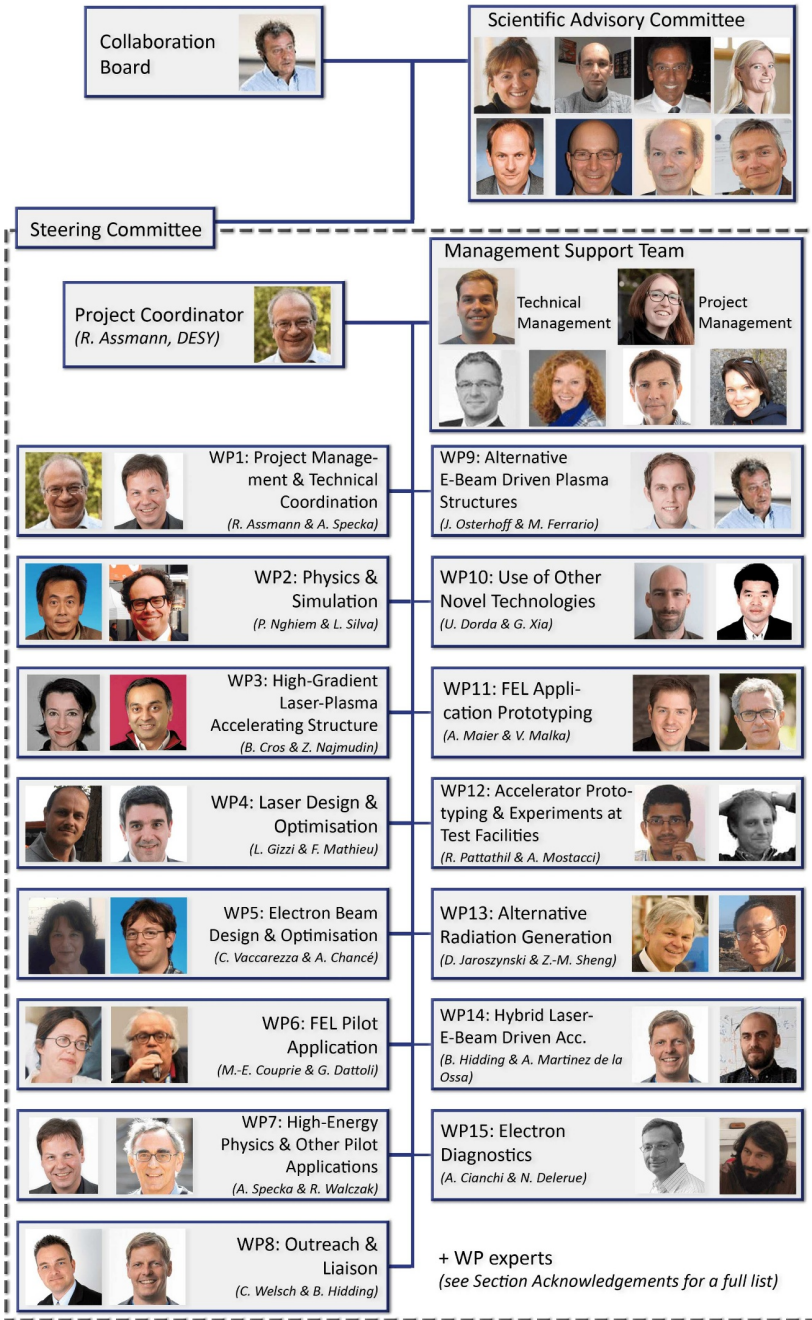 Collaboration
Board
Scientific Advisory Committee
Steering Committee
Management Support Team
Technical
Management
Project
Management
Project Coordinator
(R. Assmann, DESY)
WP1: Project Manage-
ment & Technical
Coordination
(R. Assmann & A. Specka)
WP9: Alternative
E-Beam Driven Plasma
Structures
(J. Osterhoff & M. Ferrario)
WP2: Physics &
Simulation
(P. Nghiem & L. Silva)
WP10: Use of Other
Novel Technologies
(U. Dorda & G. Xia)
WP3: High-Gradient
Laser-Plasma
Accelerating Structure
(B. Cros & Z. Najmudin)
WP11: FEL Appli-
cation Prototyping
(A. Maier & V. Malka)
WP4: Laser Design &
Optimisation
(L. Gizzi & F. Mathieu)
WP12: Accelerator Proto-
typing & Experiments at
Test Facilities
(R. Pattathil & A. Mostacci)
WP5: Electron Beam
Design & Optimisation
(C. Vaccarezza & A. Chancé)
WP13: Alternative
Radiation Generation
(D. Jaroszynski & Z.-M. Sheng)
WP6: FEL Pilot
Application
(M.-E. Couprie & G. Dattoli)
WP14: Hybrid Laser-
E-Beam Driven Acc.
(B. Hidding & A. Martinez de la
Ossa)
WP7: High-Energy
Physics & Other Pilot
Applications
(A. Specka & R. Walczak)
WP15: Electron
Diagnostics
(A. Cianchi & N. Delerue)
WP8: Outreach &
Liaison
(C. Welsch & B. Hidding)
+ WP experts
(see Section Acknowledgements for a full list)